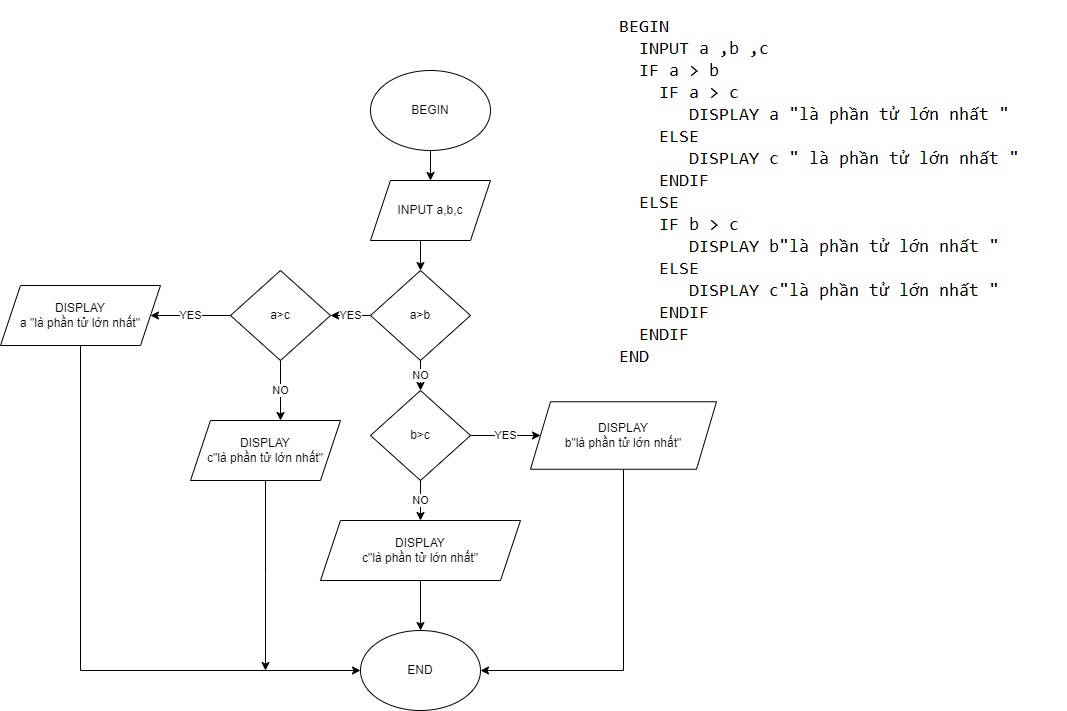 BEGIN
INPUT a,b,c
a>b
YES
a>c
YES
DISPLAY
a "là phần tử lớn nhất"
NO
DISPLAY
c"là phần tử lớn nhất"
NO
b>c
YES
DISPLAY
b"là phần tử lớn nhất"
NO
DISPLAY
c"là phần tử lớn nhất"
END
BEGIN
INPUT a ,b ,c
IF a > b
IF a > c
DISPLAY a "là phần tử lớn nhất "
ELSE
DISPLAY c " là phần tử lớn nhất "
ENDIF
ELSE
IF b > c
DISPLAY b"là phần tử lớn nhất "
ELSE
DISPLAY c"là phần tử lớn nhất "
ENDIF
ENDIF
END